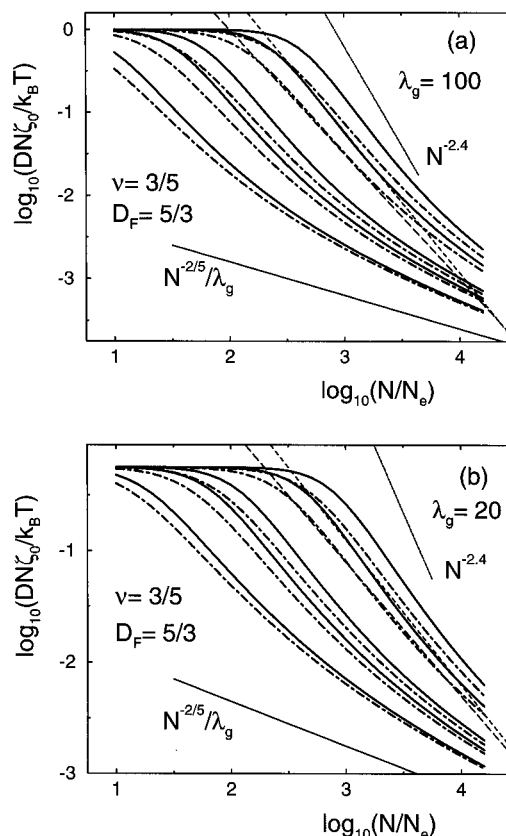 (a)
λg = 100
N^-2.4
ν = 3/5
D_F = 5/3
N^-2/5/λg
0
-1
-2
-3
1
2
3
4
log10(DNζ0/kBT)
log10(N/Ne)
(b)
λg = 20
N^-2.4
ν = 3/5
D_F = 5/3
N^-2/5/λg
-1
-2
-3
1
2
3
4
log10(DNζ0/kBT)
log10(N/Ne)